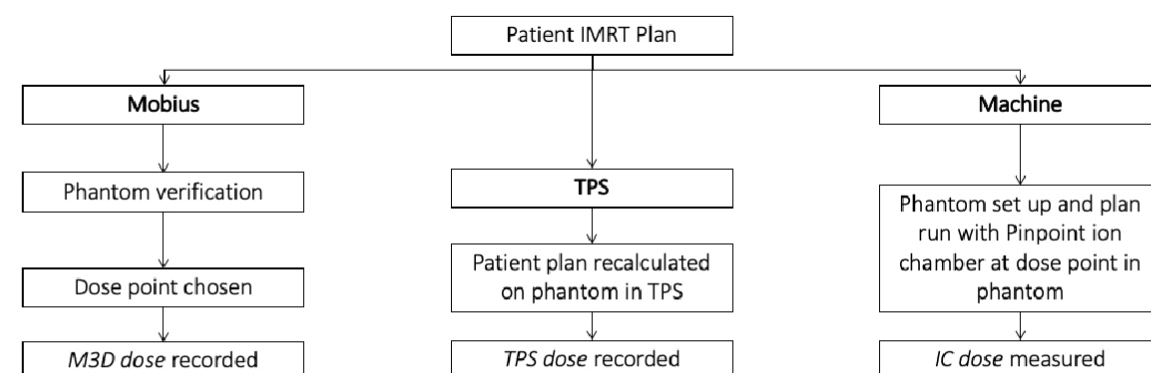 Patient IMRT Plan
Mobius
Phantom verification
Dose point chosen
M3D dose recorded
TPS
Patient plan recalculated
on phantom in TPS
TPS dose recorded
Machine
Phantom set up and plan
run with Pinpoint ion
chamber at dose point in
phantom
IC dose measured